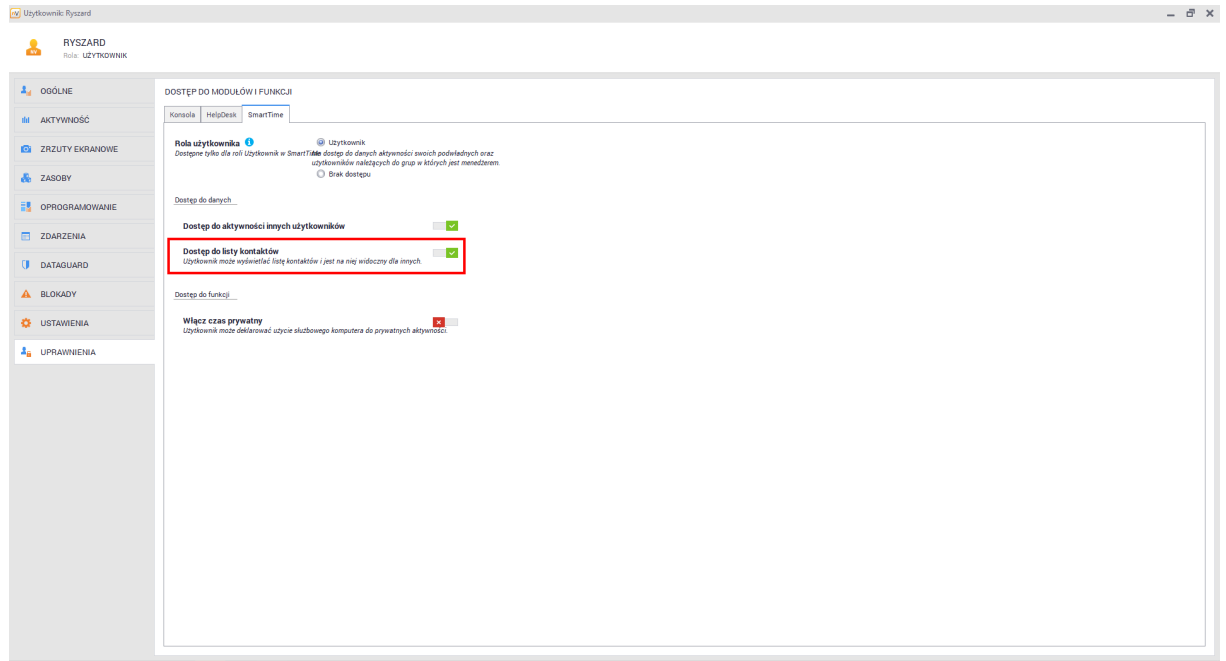 Użytkownik: Ryszard
RYSZARD
Rola: UŻYTKOWNIK
OGÓLNE
AKTYWNOŚĆ
ZRZUTY EKRANOWE
ZASOBY
OPROGRAMOWANIE
ZDARZENIA
DATAGUARD
BLOKADY
USTAWIENIA
UPRAWNIENIA
DOSTĘP DO MODUŁÓW I FUNKCJI
Konsola HelpDesk SmartTime
Rola użytkownika
Dostępne tylko dla roli Użytkownik w SmartTime
Użytkownik
Ma dostęp do danych aktywności swoich podwładnych oraz
użytkowników należących do grup w których jest menedżerem.
Brak dostępu
Dostęp do danych
Dostęp do aktywności innych użytkowników
Dostęp do listy kontaktów
Użytkownik może wyświetlać listę kontaktów i jest na niej widoczny dla innych.
Dostęp do funkcji
Włącz czas prywatny
Użytkownik może deklarować użycie służbowego komputera do prywatnych aktywności.